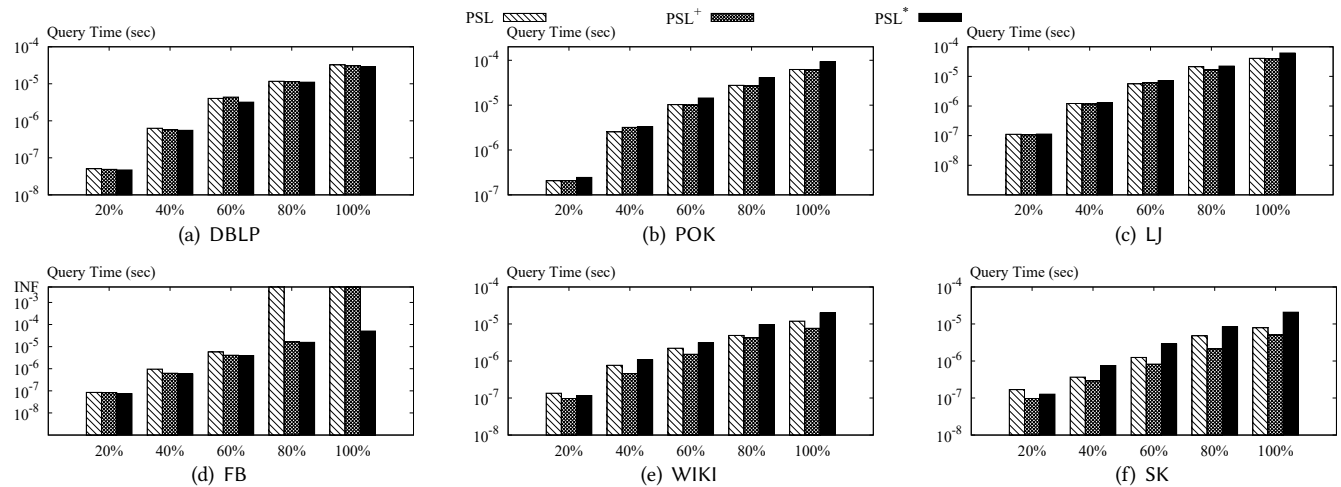 PSL PSL⁺ PSL*
Query Time (sec)
10⁻⁴
10⁻⁵
10⁻⁶
10⁻⁷
10⁻⁸
20% 40% 60% 80% 100%
(a) DBLP
Query Time (sec)
10⁻⁴
10⁻⁵
10⁻⁶
10⁻⁷
20% 40% 60% 80% 100%
(b) POK
Query Time (sec)
10⁻⁴
10⁻⁵
10⁻⁶
10⁻⁷
20% 40% 60% 80% 100%
(c) LJ
Query Time (sec)
INF
10⁻³
10⁻⁴
10⁻⁵
10⁻⁶
10⁻⁷
10⁻⁸
20% 40% 60% 80% 100%
(d) FB
Query Time (sec)
10⁻⁴
10⁻⁵
10⁻⁶
10⁻⁷
10⁻⁸
20% 40% 60% 80% 100%
(e) WIKI
Query Time (sec)
10⁻⁴
10⁻⁵
10⁻⁶
10⁻⁷
10⁻⁸
20% 40% 60% 80% 100%
(f) SK